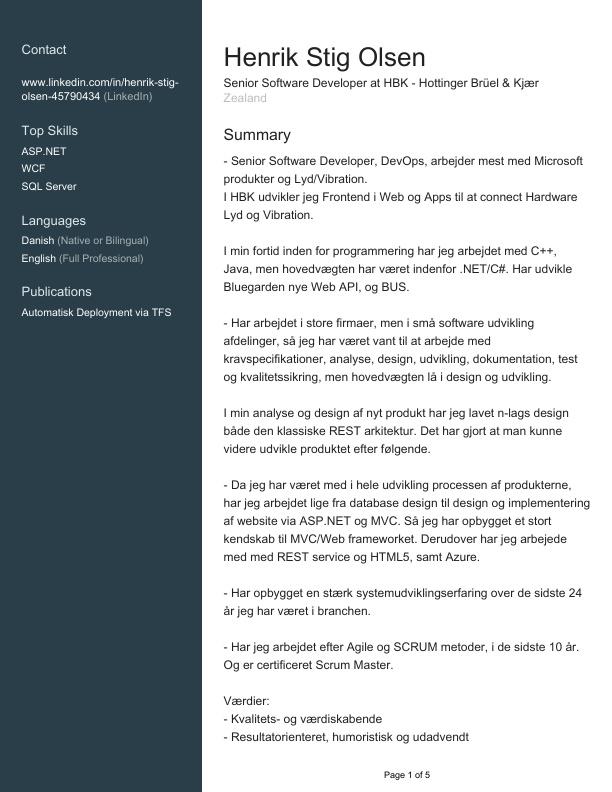 Contact
www.linkedin.com/in/henrik-stig-
olsen-45790434 (LinkedIn)
Top Skills
ASP.NET
WCF
SQL Server
Languages
Danish (Native or Bilingual)
English (Full Professional)
Publications
Automatisk Deployment via TFS
Henrik Stig Olsen
Senior Software Developer at HBK - Hottinger Brüel & Kjær
Zealand
Summary
- Senior Software Developer, DevOps, arbejder mest med Microsoft
produkter og Lyd/Vibration.
I HBK udvikler jeg Frontend i Web og Apps til at connect Hardware
Lyd og Vibration.
I min fortid inden for programmering har jeg arbejdet med C++,
Java, men hovedvægten har været indenfor .NET/C#. Har udvikle
Bluegarden nye Web API, og BUS.
- Har arbejdet i store firmaer, men i små software udvikling
afdelinger, så jeg har været vant til at arbejde med
kravspecifikationer, analyse, design, udvikling, dokumentation, test
og kvalitetssikring, men hovedvægten lå i design og udvikling.
I min analyse og design af nyt produkt har jeg lavet n-lags design
både den klassiske REST arkitektur. Det har gjort at man kunne
videre udvikle produktet efter følgende.
- Da jeg har været med i hele udvikling processen af produkterne,
har jeg arbejdet lige fra database design til design og implementering
af website via ASP.NET og MVC. Så jeg har opbygget et stort
kendskab til MVC/Web frameworket. Derudover har jeg arbejede
med med REST service og HTML5, samt Azure.
- Har opbygget en stærk systemudviklingserfaring over de sidste 24
år jeg har været i branchen.
- Har jeg arbejdet efter Agile og SCRUM metoder, i de sidste 10 år.
Og er certificeret Scrum Master.
Værdier:
- Kvalitets- og værdiskabende
- Resultatorienteret, humoristisk og udadvendt
Page 1 of 5